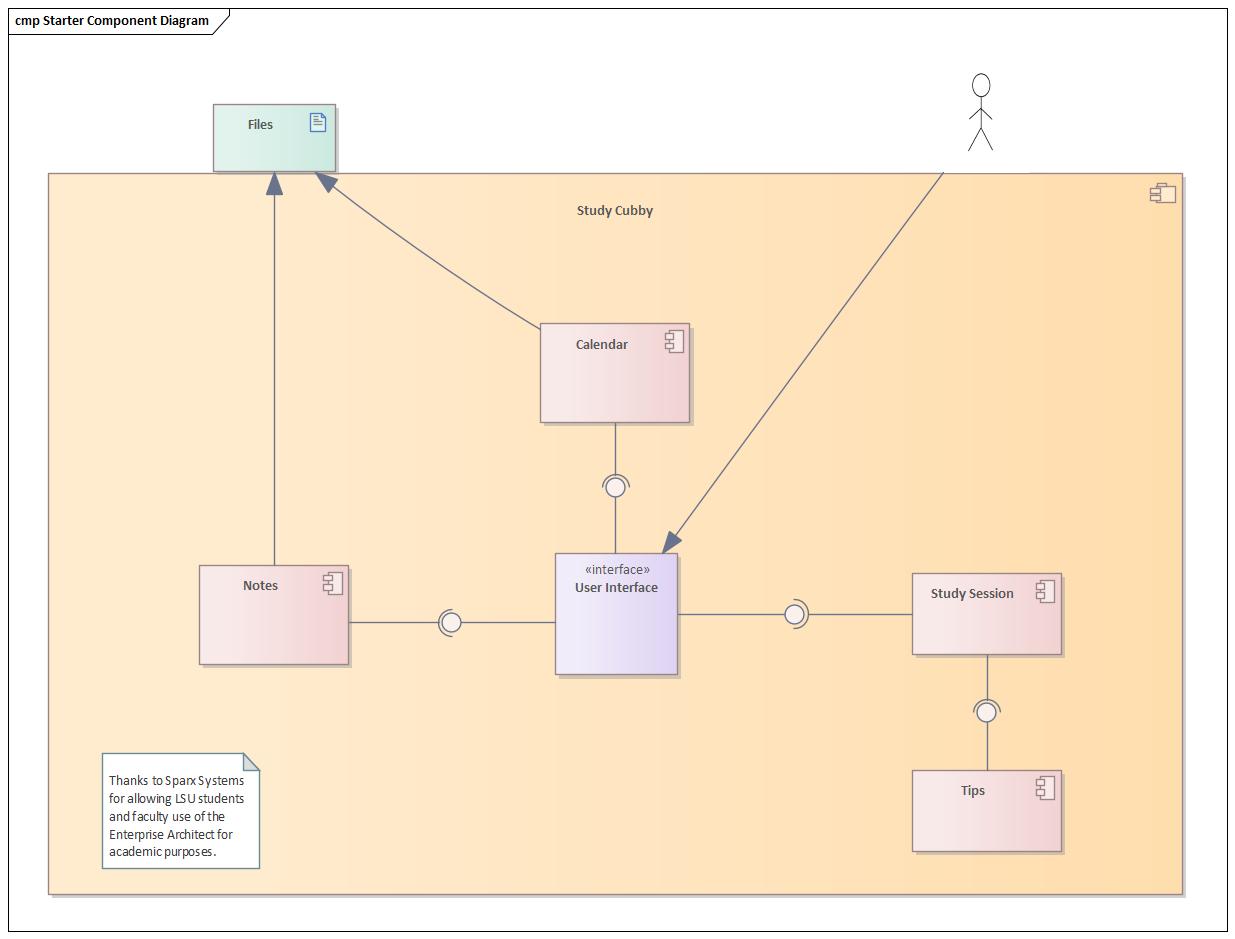 cmp Starter Component Diagram
Files
Study Cubby
Calendar
«interface»
User Interface
Notes
Study Session
Tips
Thanks to Sparx Systems
for allowing LSU students
and faculty use of the
Enterprise Architect for
academic purposes.